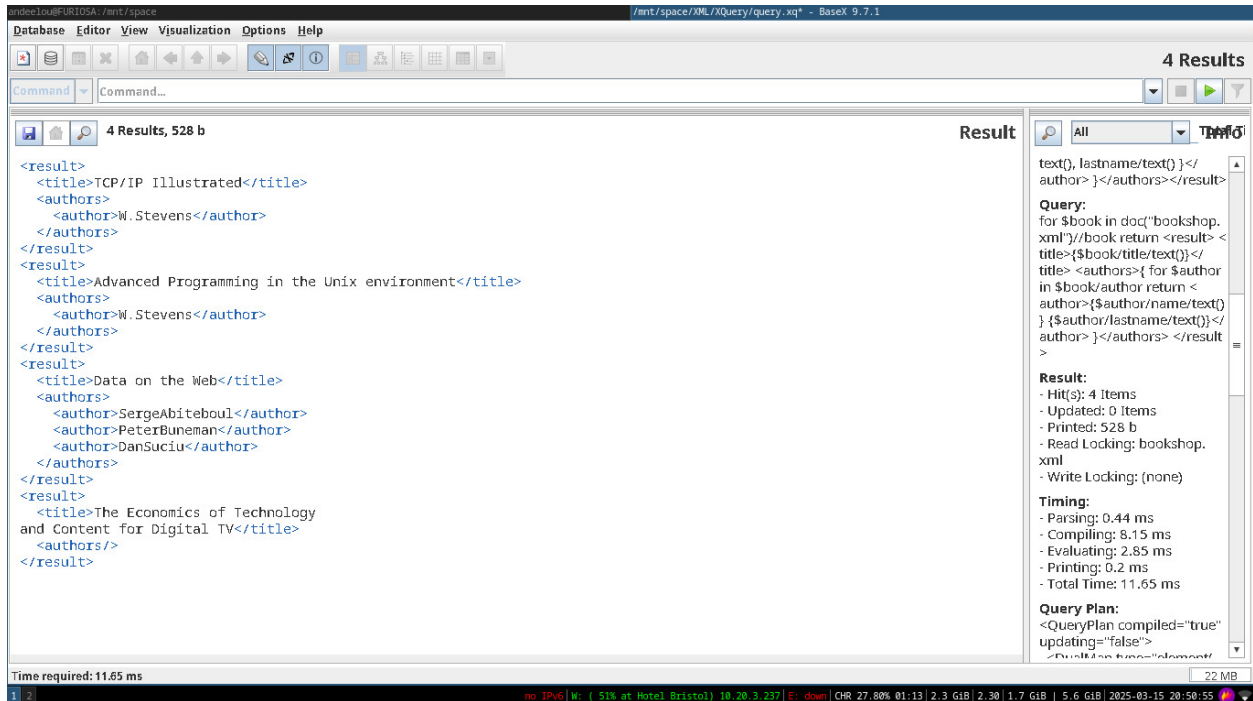 andeelou@FURIOSA:/mnt/space
/mnt/space/XML/XQuery/query.xq* - BaseX 9.7.1
Database Editor View Visualization Options Help
4 Results
Command Command...
4 Results, 528 b
Result
<result>
<title>TCP/IP Illustrated</title>
<authors>
<author>W.Stevens</author>
</authors>
</result>
<result>
<title>Advanced Programming in the Unix environment</title>
<authors>
<author>W.Stevens</author>
</authors>
</result>
<result>
<title>Data on the Web</title>
<authors>
<author>SergeAbiteboul</author>
<author>PeterBuneman</author>
<author>DanSuciu</author>
</authors>
</result>
<result>
<title>The Economics of Technology
and Content for Digital TV</title>
<authors/>
</result>
All
Info
text(), lastname/text() }</
author> }</authors></result>
Query:
for $book in doc("bookshop.
xml")//book return <result> <
title>{$book/title/text()}</
title> <authors>{ for $author
in $book/author return <
author>{$author/name/text()
} {$author/lastname/text()}</
author> }</authors> </result
>
Result:
- Hit(s): 4 Items
- Updated: 0 Items
- Printed: 528 b
- Read Locking: bookshop.
xml
- Write Locking: (none)
Timing:
- Parsing: 0.44 ms
- Compiling: 8.15 ms
- Evaluating: 2.85 ms
- Printing: 0.2 ms
- Total Time: 11.65 ms
Query Plan:
<QueryPlan compiled="true"
updating="false">
Time required: 11.65 ms
22 MB
1 2
no IPv6 | W: ( 51% at Hotel Bristol) 10.20.3.237 | E: down | CHR 27.80% 01:13 | 2.3 GiB | 2.30 | 1.7 GiB | 5.6 GiB | 2025-03-15 20:50:55